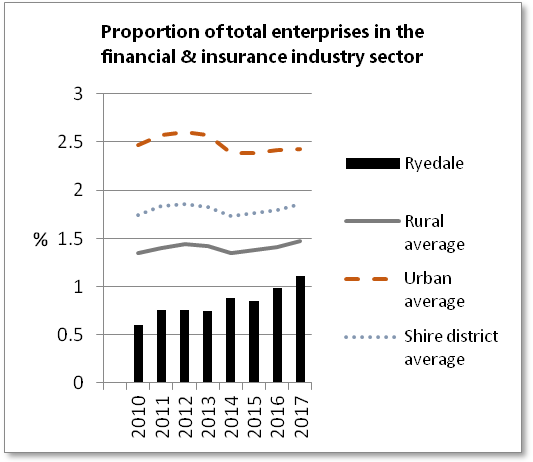 Proportion of total enterprises in the
financial & insurance industry sector
3
2.5
2
1.5
1
0.5
0
%
2010
2011
2012
2013
2014
2015
2016
2017
Ryedale
Rural
average
Urban
average
Shire district
average